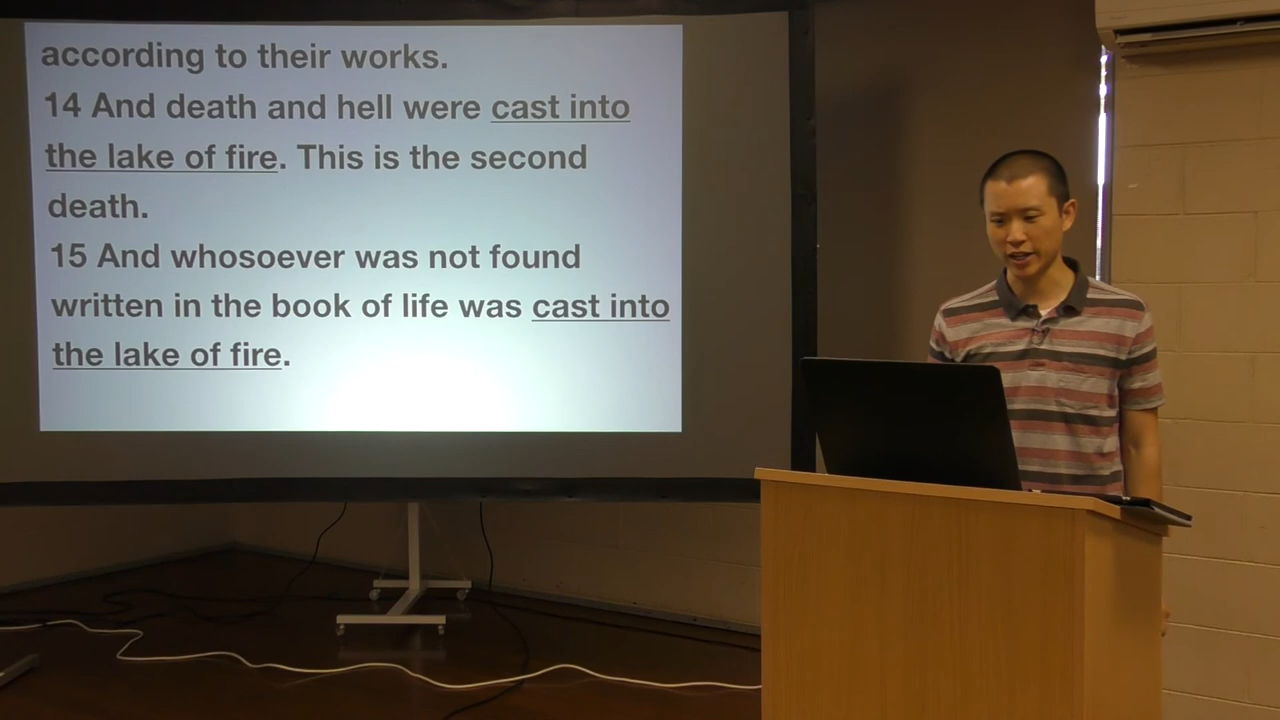 according to their works.
14 And death and hell were cast into
the lake of fire. This is the second
death.
15 And whosoever was not found
written in the book of life was cast into
the lake of fire.